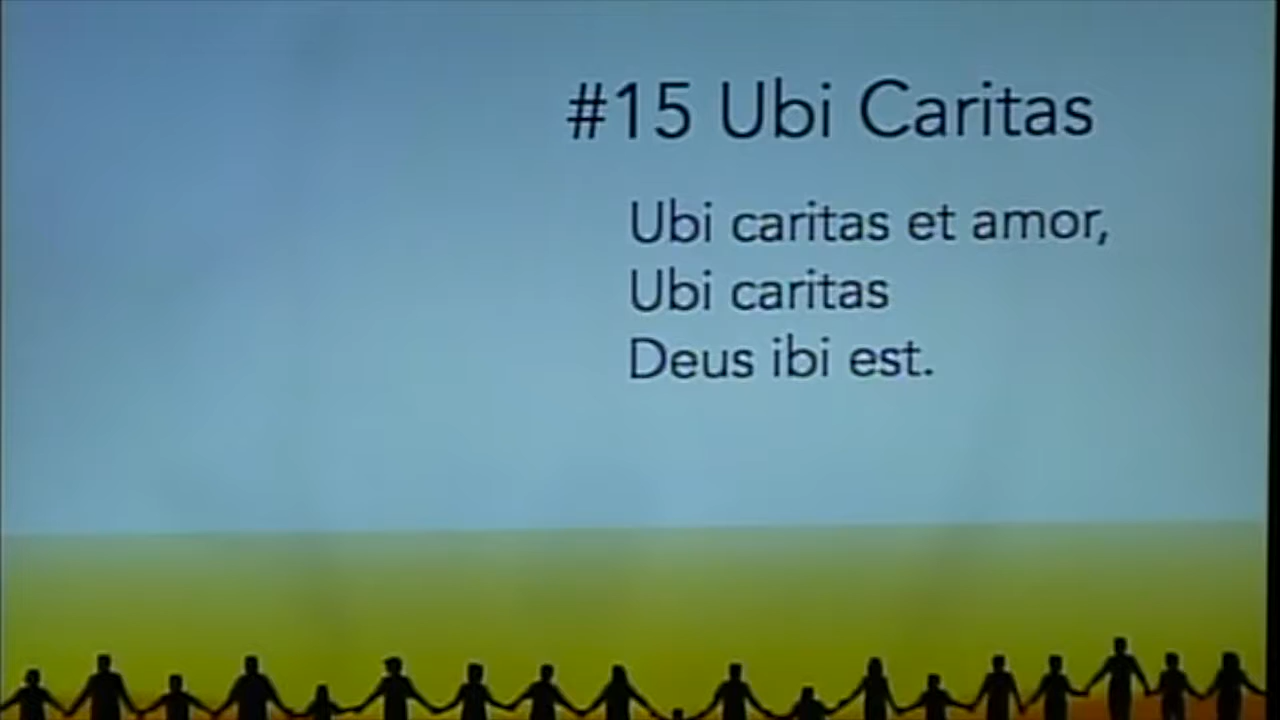 #15 Ubi Caritas
Ubi caritas et amor,
Ubi caritas
Deus ibi est.